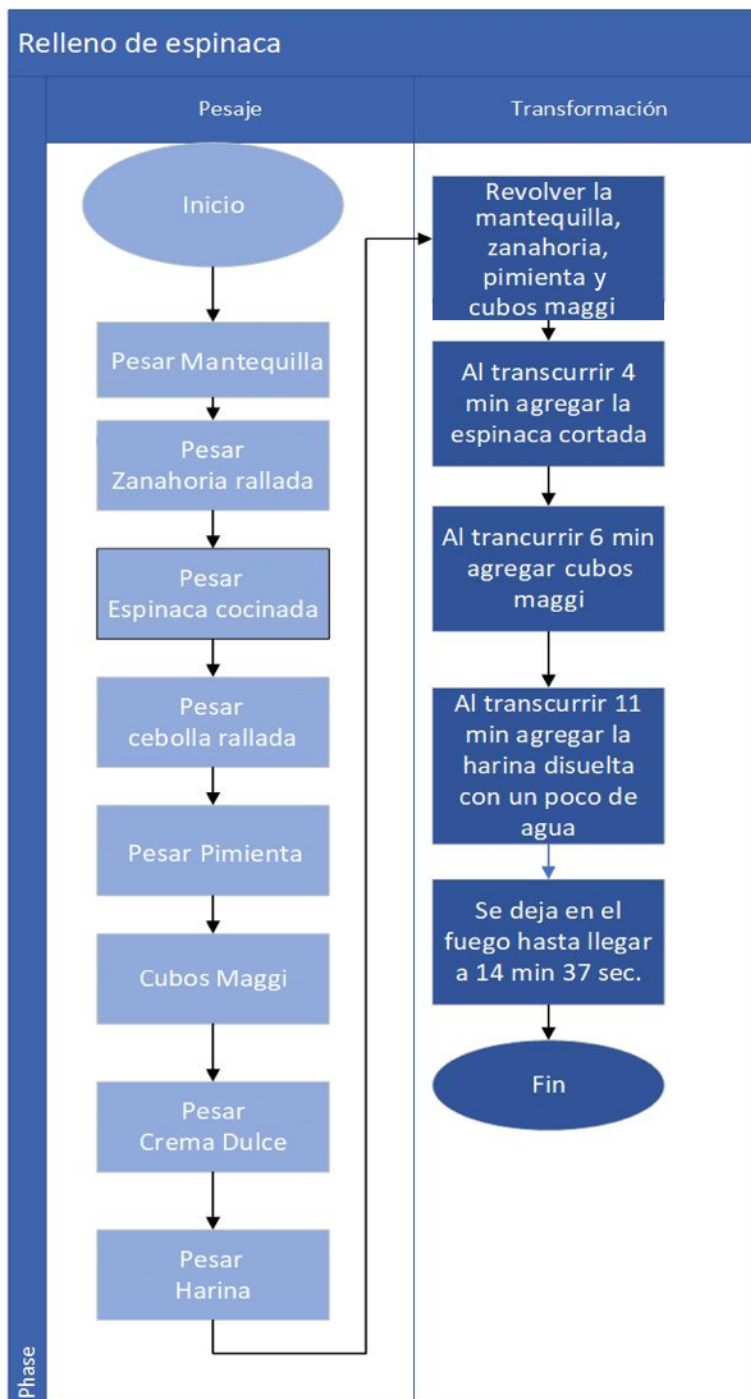 Relleno de espinaca
Pesaje
Transformación
Inicio
Pesar Mantequilla
Pesar
Zanahoria rallada
Pesar
Espinaca cocinada
Pesar
cebolla rallada
Pesar Pimienta
Cubos Maggi
Pesar
Crema Dulce
Pesar
Harina
Revolver la
mantequilla,
zanahoria,
pimienta y
cubos maggi
Al transcurrir 4
min agregar la
espinaca cortada
Al trancurrir 6 min
agregar cubos
maggi
Al transcurrir 11
min agregar la
harina disuelta
con un poco de
agua
Se deja en el
fuego hasta llegar
a 14 min 37 sec.
Fin
Phase